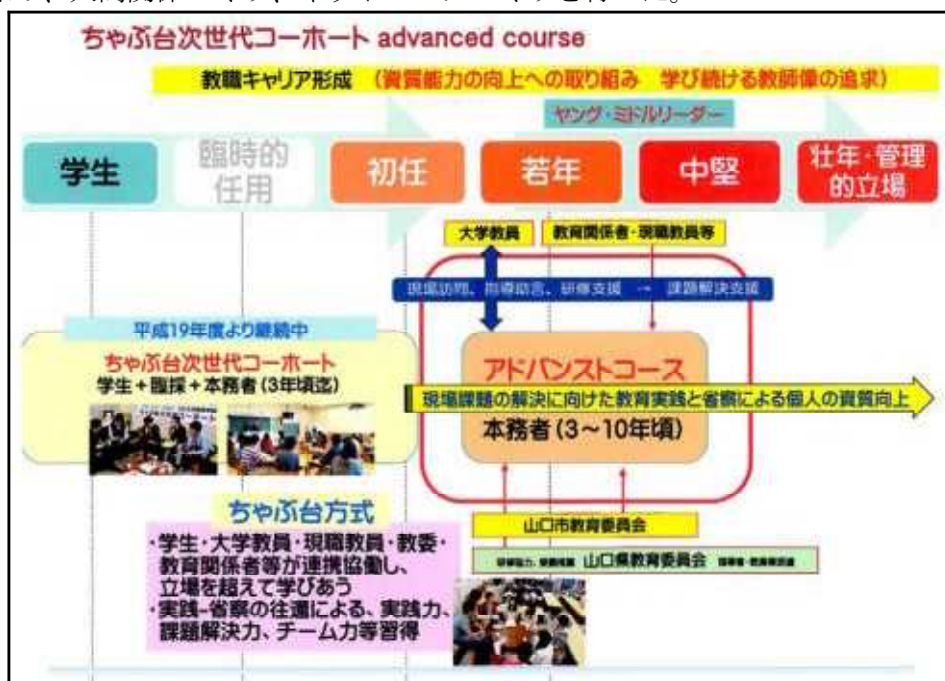 ちゃぶ台次世代コーホート advanced course
教職キャリア形成 (資質能力の向上への取り組み 学び続ける教師像の追求)
ヤング・ミドルリーダー
学生
臨時的
任用
初任
若年
中堅
壮年・管理
的立場
大学教員
教育関係者・現職教員等
現場訪問、指導助言、研修支援 → 課題解決支援
平成19年度より継続中
ちゃぶ台次世代コーホート
学生+臨採+本務者(3年頃迄)
アドバンストコース
現場課題の解決に向けた教育実践と省察による個人の資質向上
本務者(3~10年頃)
ちゃぶ台方式
・学生・大学教員・現職教員・教委・
教育関係者等が連携協働し、
立場を超えて学びあう
・実践-省察の往還による、実践力、
課題解決力、チーム力等習得
山口市教育委員会
山口県教育委員会